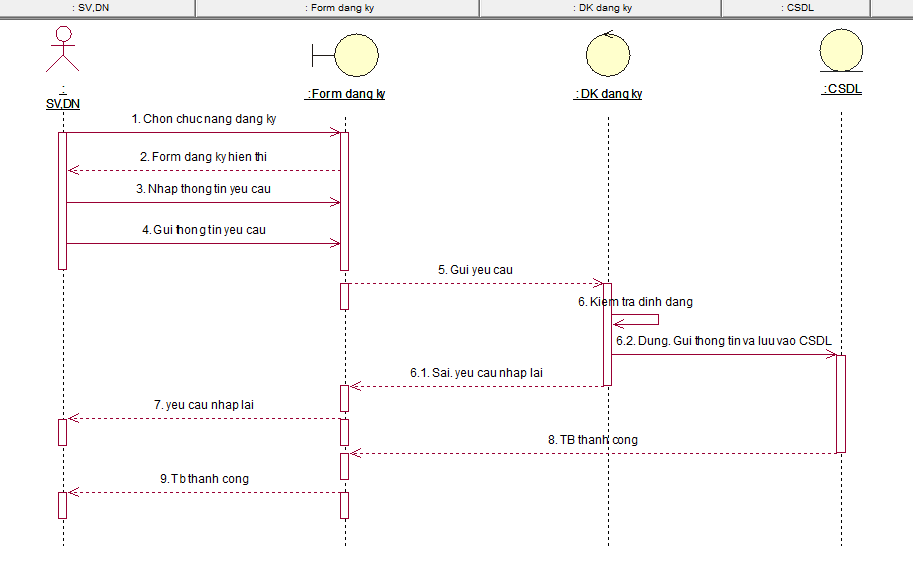 : SV,DN
: Form dang ky
: DK dang ky
: CSDL
:
SV,DN
:Form dang ky
:DK dang ky
:CSDL
1. Chon chuc nang dang ky
2. Form dang ky hien thi
3. Nhap thong tin yeu cau
4. Gui thong tin yeu cau
5. Gui yeu cau
6. Kiem tra dinh dang
6.2. Dung. Gui thong tin va luu vao CSDL
6.1. Sai. yeu cau nhap lai
7. yeu cau nhap lai
8. TB thanh cong
9.Tb thanh cong